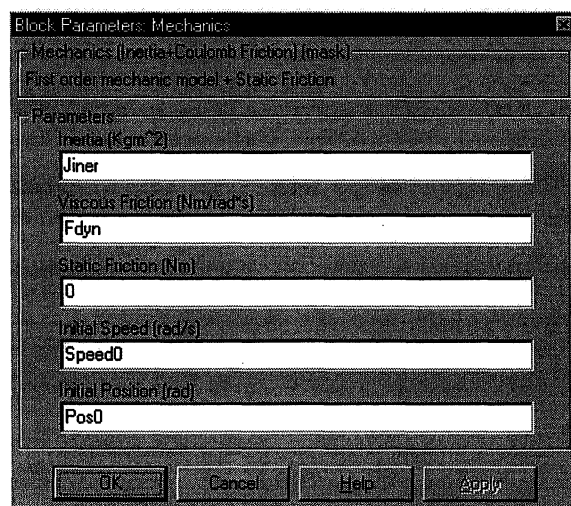 Block Parameters: Mechanics
Mechanics (Inertia+Coulomb Friction) (mask)
First order mechanic model + Static Friction
Parameters
Inertia (Kgm^2)
Jiner
Viscous Friction (Nm/rad*s)
Fdyn
Static Friction (Nm)
0
Initial Speed (rad/s)
Speed0
Initial Position (rad)
Pos0
OK Cancel Help Apply